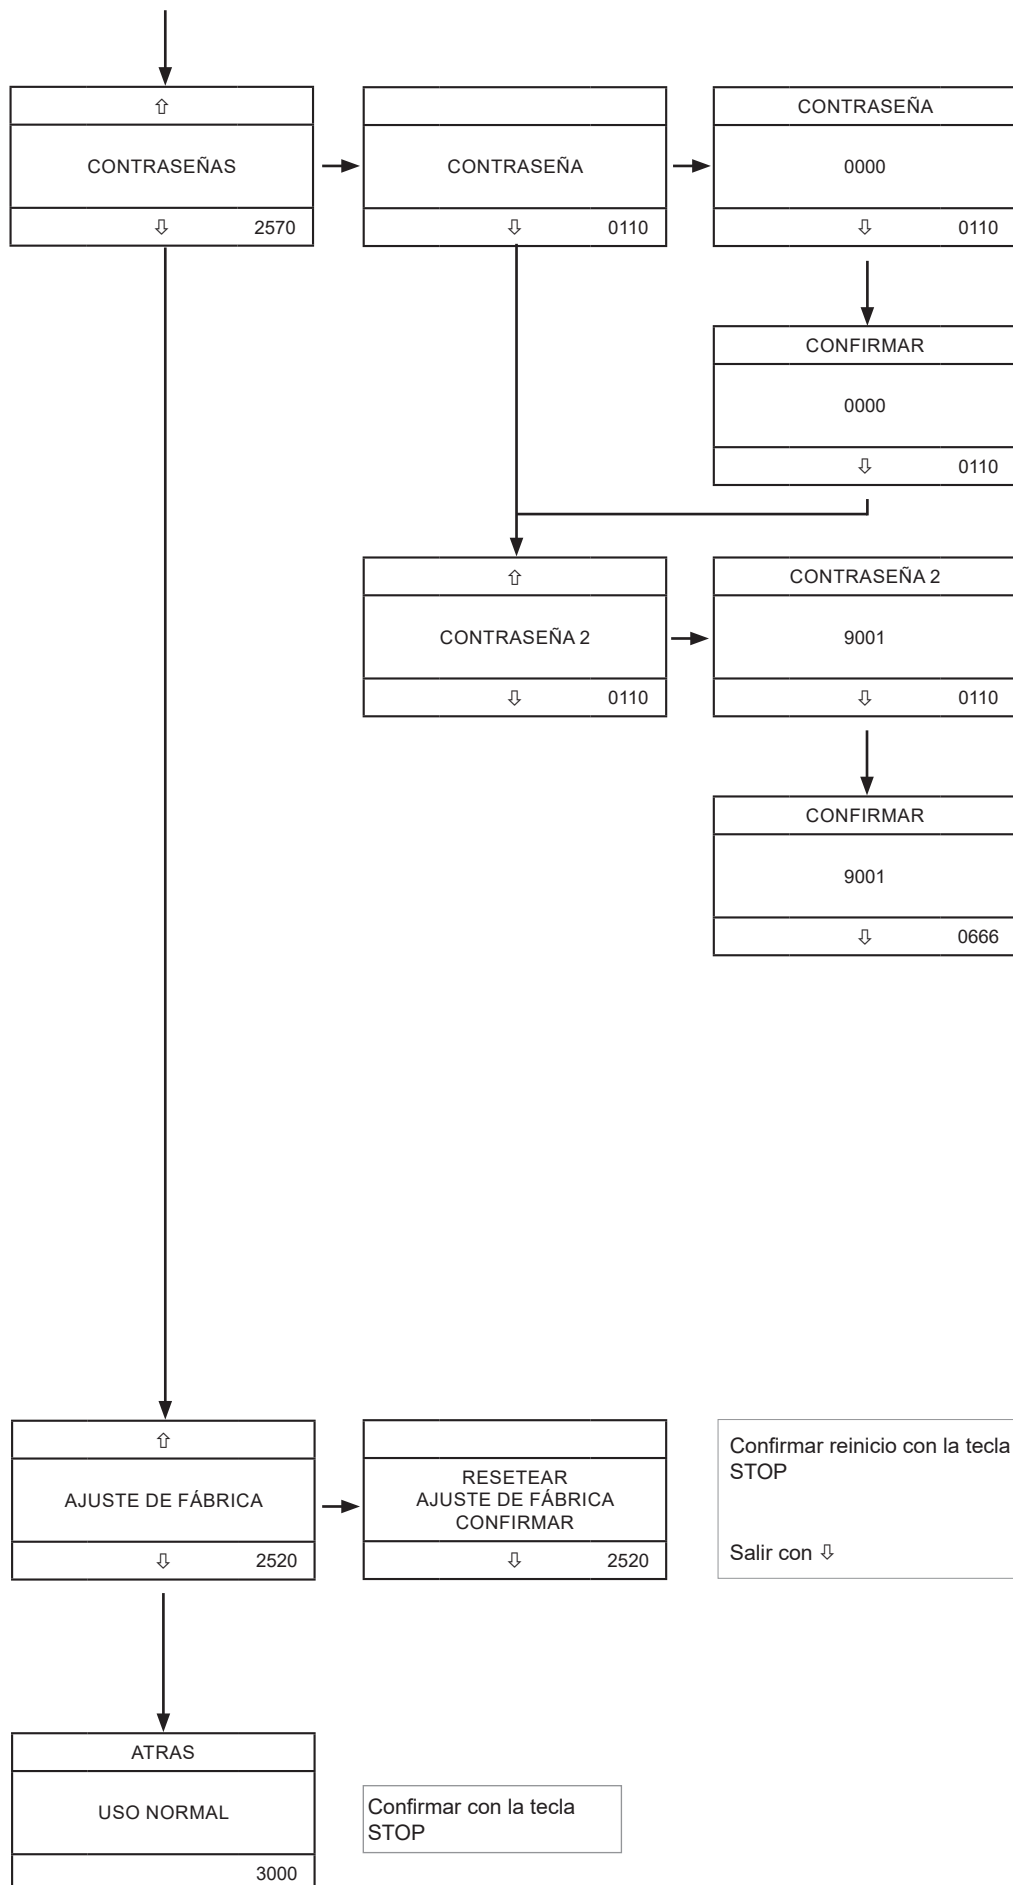 ⇧
CONTRASEÑAS
⇩ 2570
CONTRASEÑA
⇩ 0110
CONTRASEÑA
0000
⇩ 0110
CONFIRMAR
0000
⇩ 0110
⇧
CONTRASEÑA 2
⇩ 0110
CONTRASEÑA 2
9001
⇩ 0110
CONFIRMAR
9001
⇩ 0666
⇧
AJUSTE DE FÁBRICA
⇩ 2520
RESETEAR
AJUSTE DE FÁBRICA
CONFIRMAR
⇩ 2520
Confirmar reinicio con la tecla
STOP
Salir con ⇩
ATRAS
USO NORMAL
3000
Confirmar con la tecla
STOP